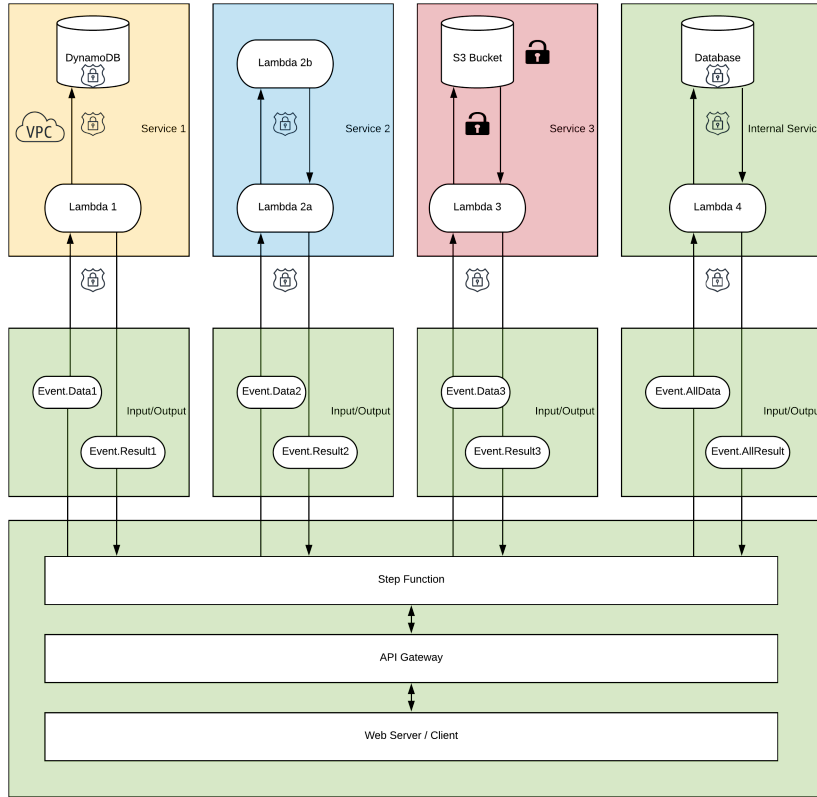 DynamoDB
VPC
Service 1
Lambda 1
Lambda 2b
Service 2
Lambda 2a
S3 Bucket
Service 3
Lambda 3
Database
Internal Servic
Lambda 4
Event.Data1
Input/Output
Event.Result1
Event.Data2
Input/Output
Event.Result2
Event.Data3
Input/Output
Event.Result3
Event.AllData
Input/Outpu
Event.AllResult
Step Function
API Gateway
Web Server / Client